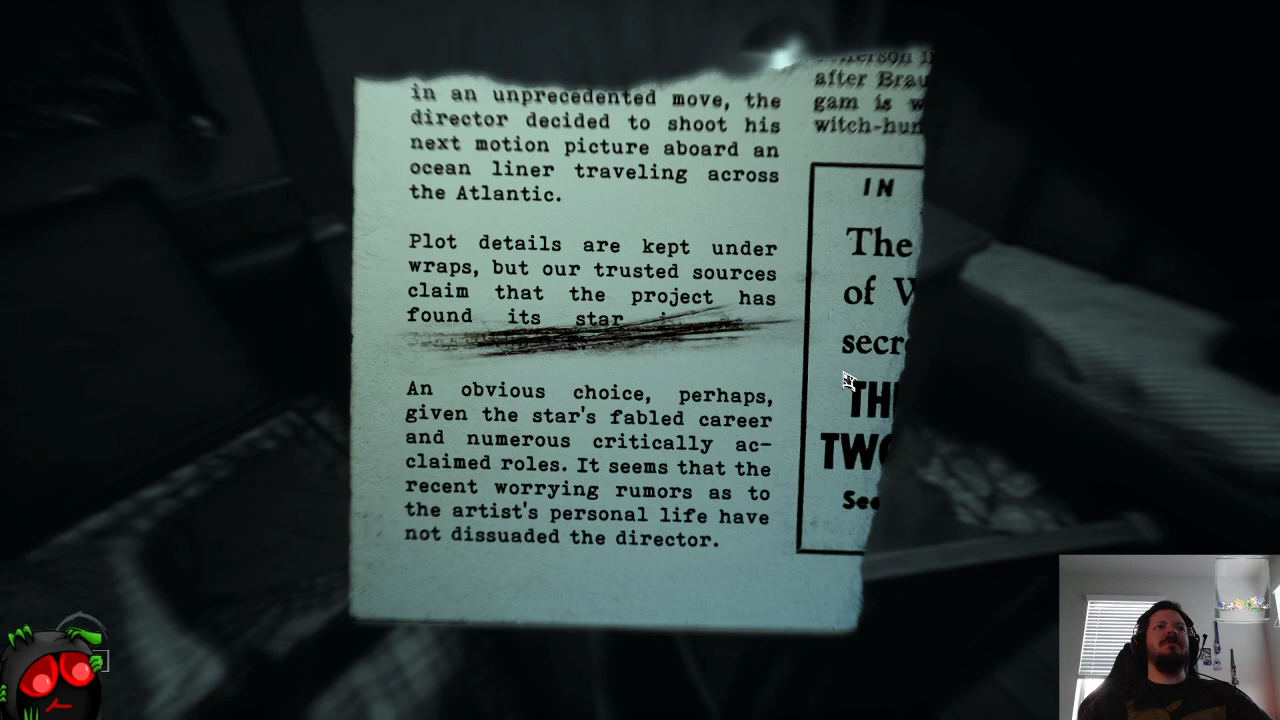 in an unprecedented move, the
director decided to shoot his
next motion picture aboard an
ocean liner traveling across
the Atlantic.
Plot details are kept under
wraps, but our trusted sources
claim that the project has
found its star
An obvious choice, perhaps,
given the star's fabled career
and numerous critically ac-
claimed roles. It seems that the
recent worrying rumors as to
the artist's personal life have
not dissuaded the director.
after Brau
gam is w
witch-hun
IN
The
of W
secre
TH
TWO
See